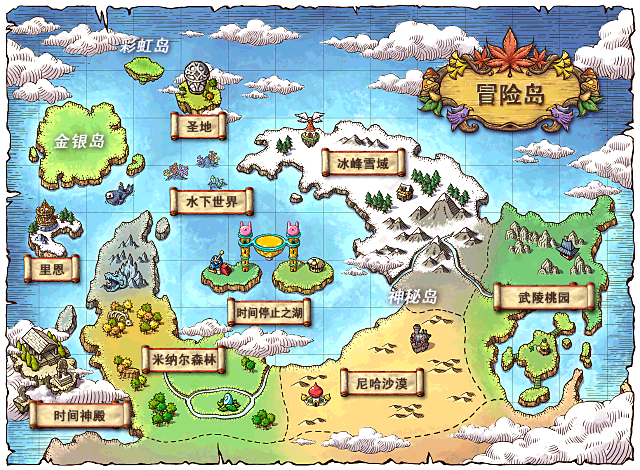 彩虹岛
冒险岛
圣地
金银岛
冰峰雪域
水下世界
里恩
神秘岛
武陵桃园
时间停止之湖
米纳尔森林
尼哈沙漠
时间神殿